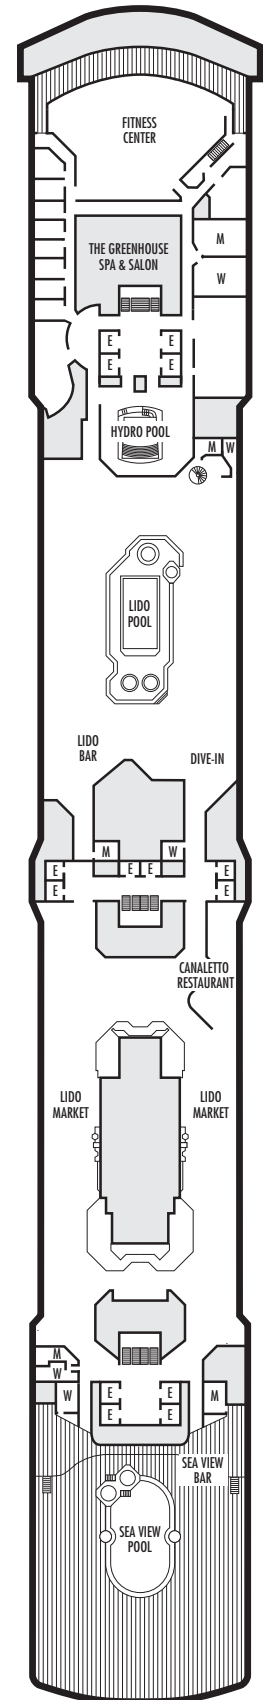 FITNESS
CENTER
M
THE GREENHOUSE
SPA & SALON
W
E E
E E
HYDRO POOL
M W
LIDO
POOL
LIDO
BAR
DIVE-IN
M W
E E E E
E E
CANALETTO
RESTAURANT
LIDO
MARKET
LIDO
MARKET
M
W
W E E M
E E
SEA VIEW
BAR
SEA VIEW
POOL